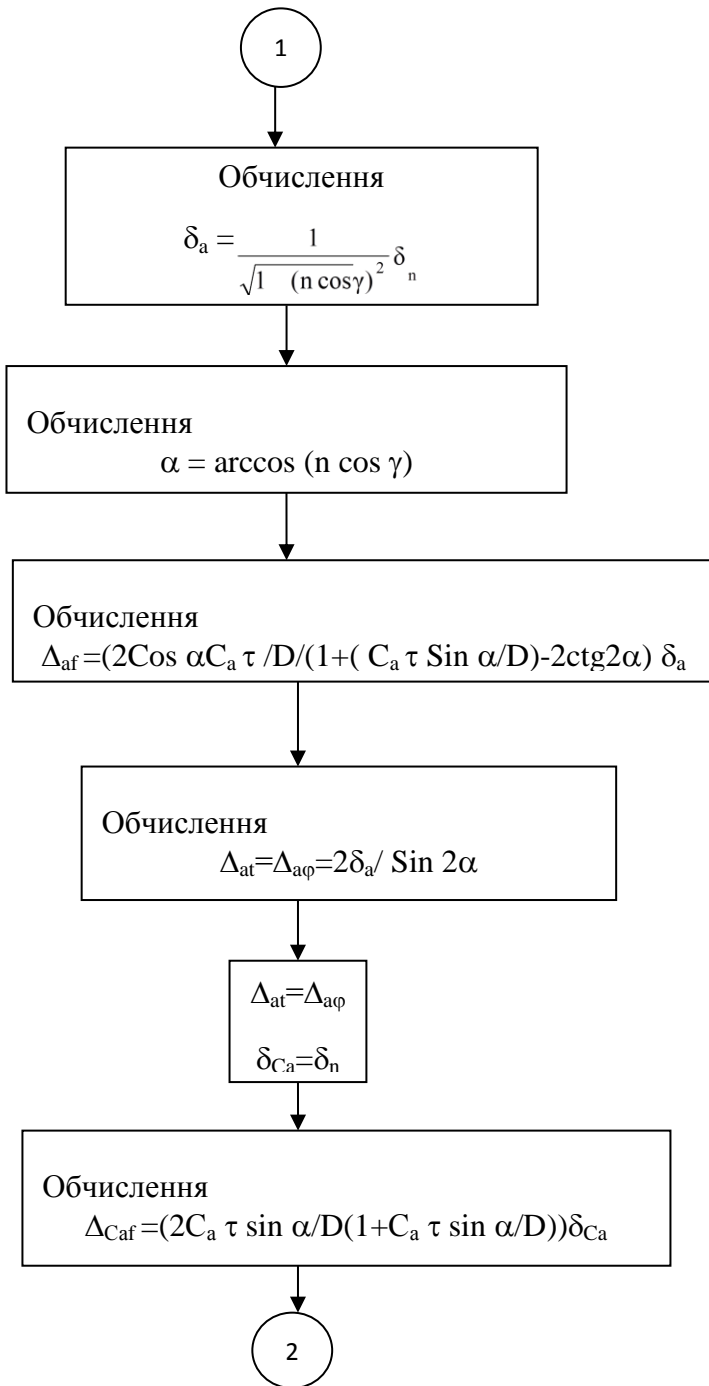 1
Обчислення
δₐ = 1 / √1 (n cosγ)² δₙ
Обчислення
α = arccos (n cos γ)
Обчислення
Δaf =(2Cos αCₐ τ /D/(1+( Cₐ τ Sin α/D)-2ctg2α) δₐ
Обчислення
Δat=Δaφ=2δₐ/ Sin 2α
Δat=Δaφ
δCa=δn
Обчислення
ΔCaf =(2Cₐ τ sin α/D(1+Cₐ τ sin α/D))δCa
2